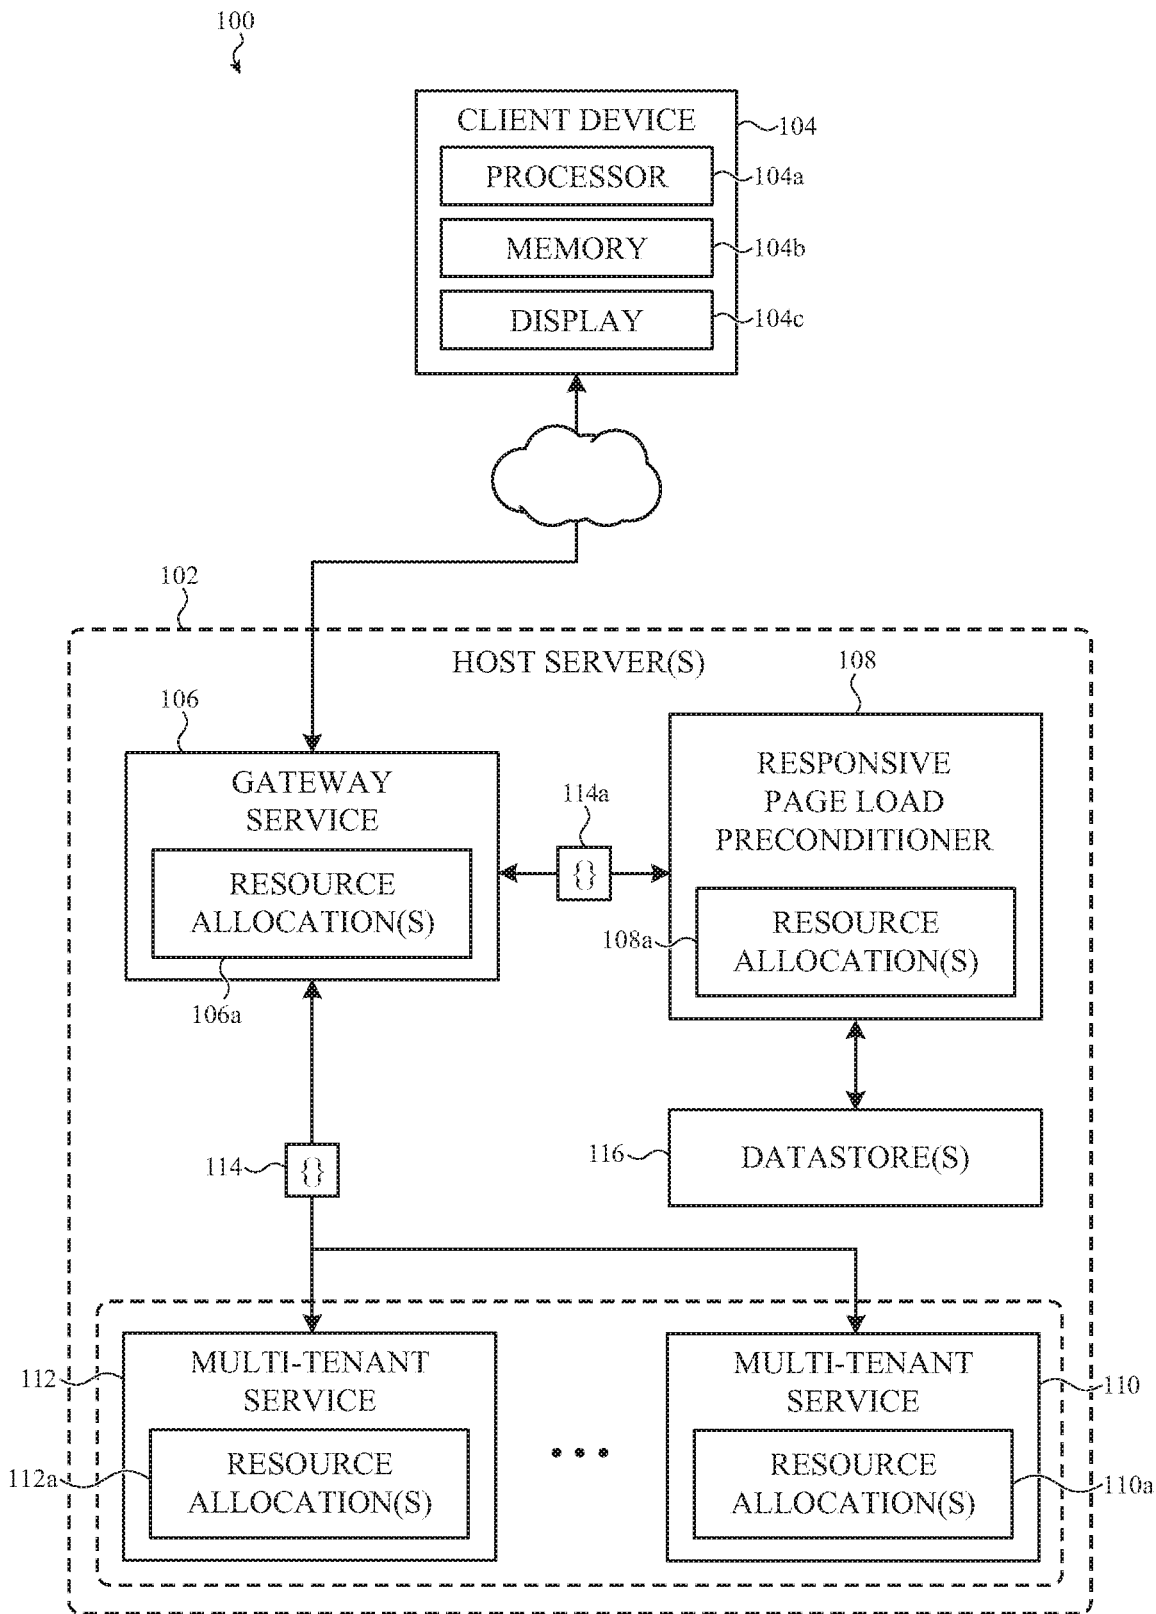 100
CLIENT DEVICE
104
PROCESSOR
104a
MEMORY
104b
DISPLAY
104c
102
HOST SERVER(S)
106
108
GATEWAY
SERVICE
RESOURCE
ALLOCATION(S)
106a
114a
{}
RESPONSIVE
PAGE LOAD
PRECONDITIONER
108a
RESOURCE
ALLOCATION(S)
114
{}
116
DATASTORE(S)
112
MULTI-TENANT
SERVICE
112a
RESOURCE
ALLOCATION(S)
MULTI-TENANT
SERVICE
110
RESOURCE
ALLOCATION(S)
110a